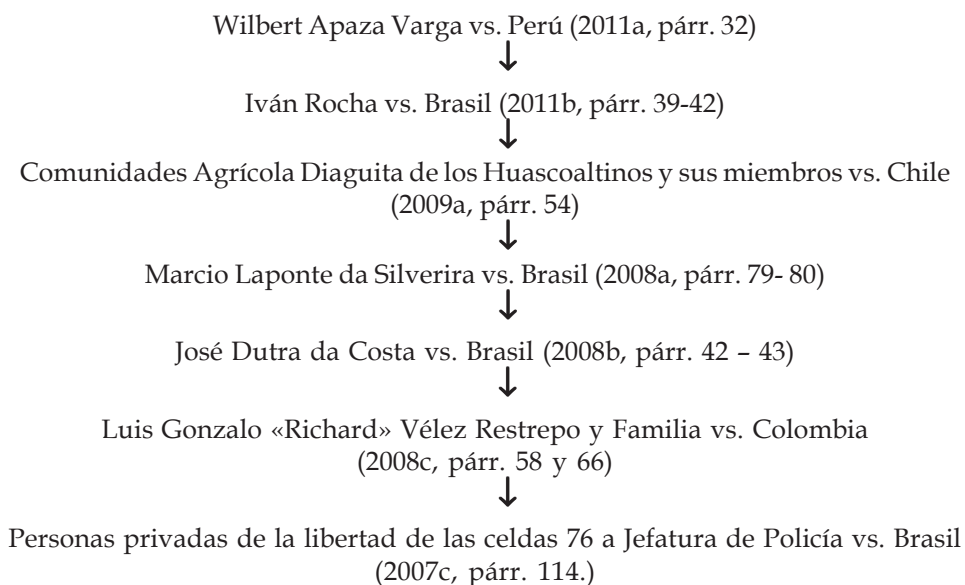 Wilbert Apaza Varga vs. Perú (2011a, párr. 32)
Iván Rocha vs. Brasil (2011b, párr. 39-42)
Comunidades Agrícola Diaguita de los Huascoaltinos y sus miembros vs. Chile
(2009a, párr. 54)
Marcio Laponte da Silverira vs. Brasil (2008a, párr. 79- 80)
José Dutra da Costa vs. Brasil (2008b, párr. 42 – 43)
Luis Gonzalo «Richard» Vélez Restrepo y Familia vs. Colombia
(2008c, párr. 58 y 66)
Personas privadas de la libertad de las celdas 76 a Jefatura de Policía vs. Brasil
(2007c, párr. 114.)